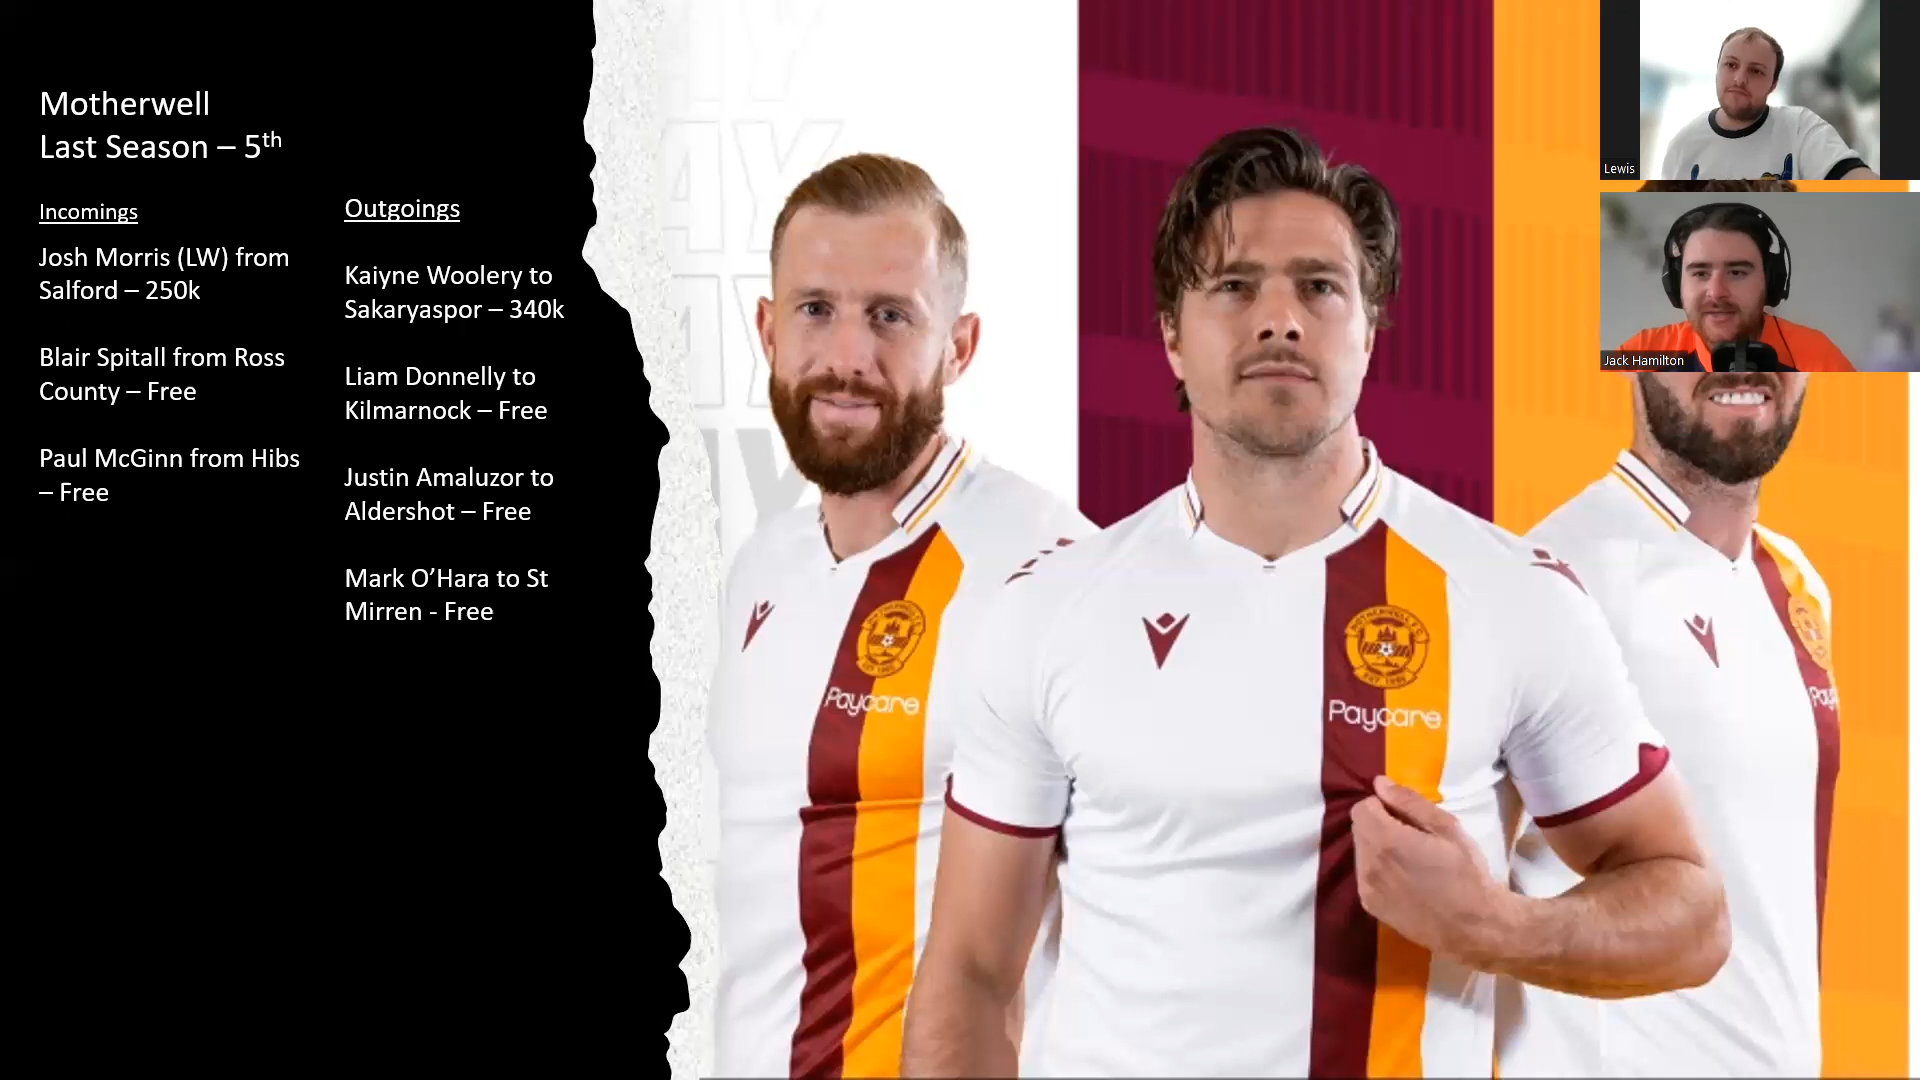 Motherwell
Last Season – 5th
Incomings
Josh Morris (LW) from
Salford – 250k
Blair Spitall from Ross
County – Free
Paul McGinn from Hibs
– Free
Outgoings
Kaiyne Woolery to
Sakaryaspor – 340k
Liam Donnelly to
Kilmarnock – Free
Justin Amaluzor to
Aldershot – Free
Mark O’Hara to St
Mirren - Free
Paycare
Paycare
Lewis
Jack Hamilton